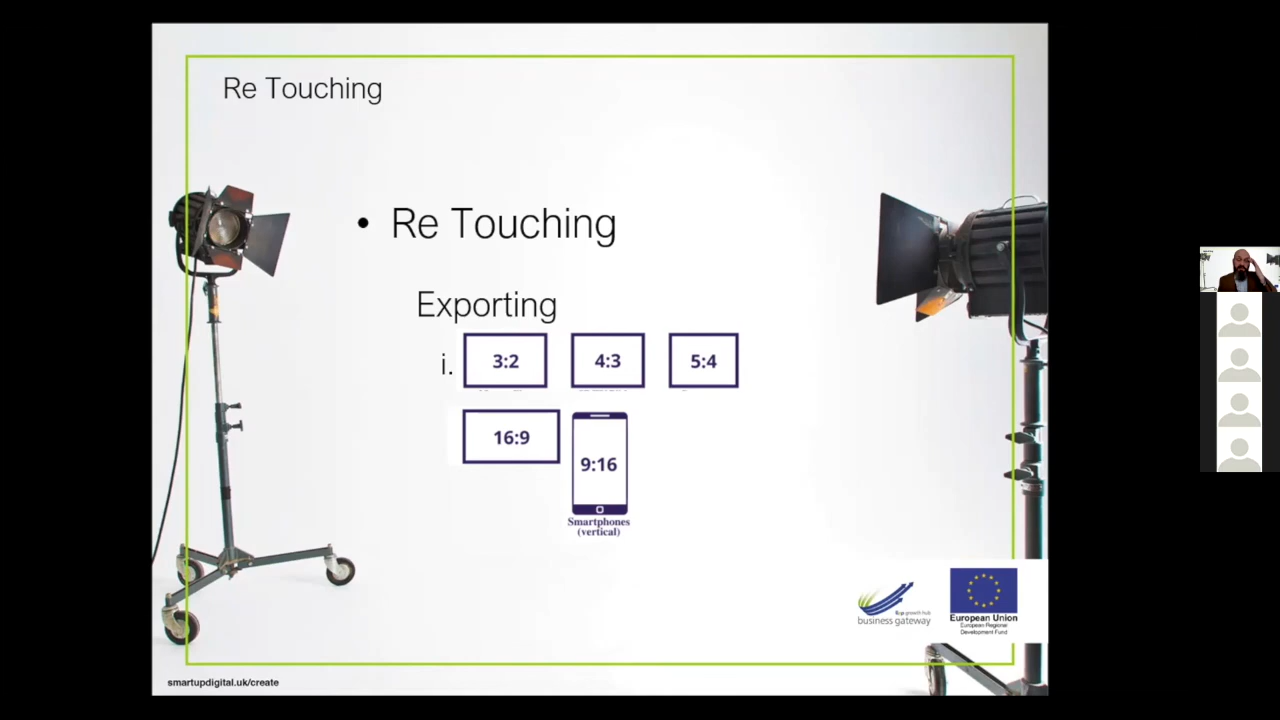 Re Touching
• Re Touching
Exporting
i. 3:2 4:3 5:4
16:9
9:16
Smartphones
(vertical)
business gateway
European Union
European Regional
Development Fund
smartupdigital.uk/create